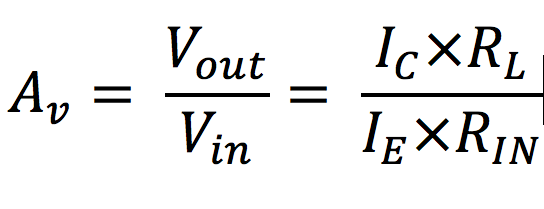 A_v = V_out / V_in = I_C×R_L / I_E×R_IN